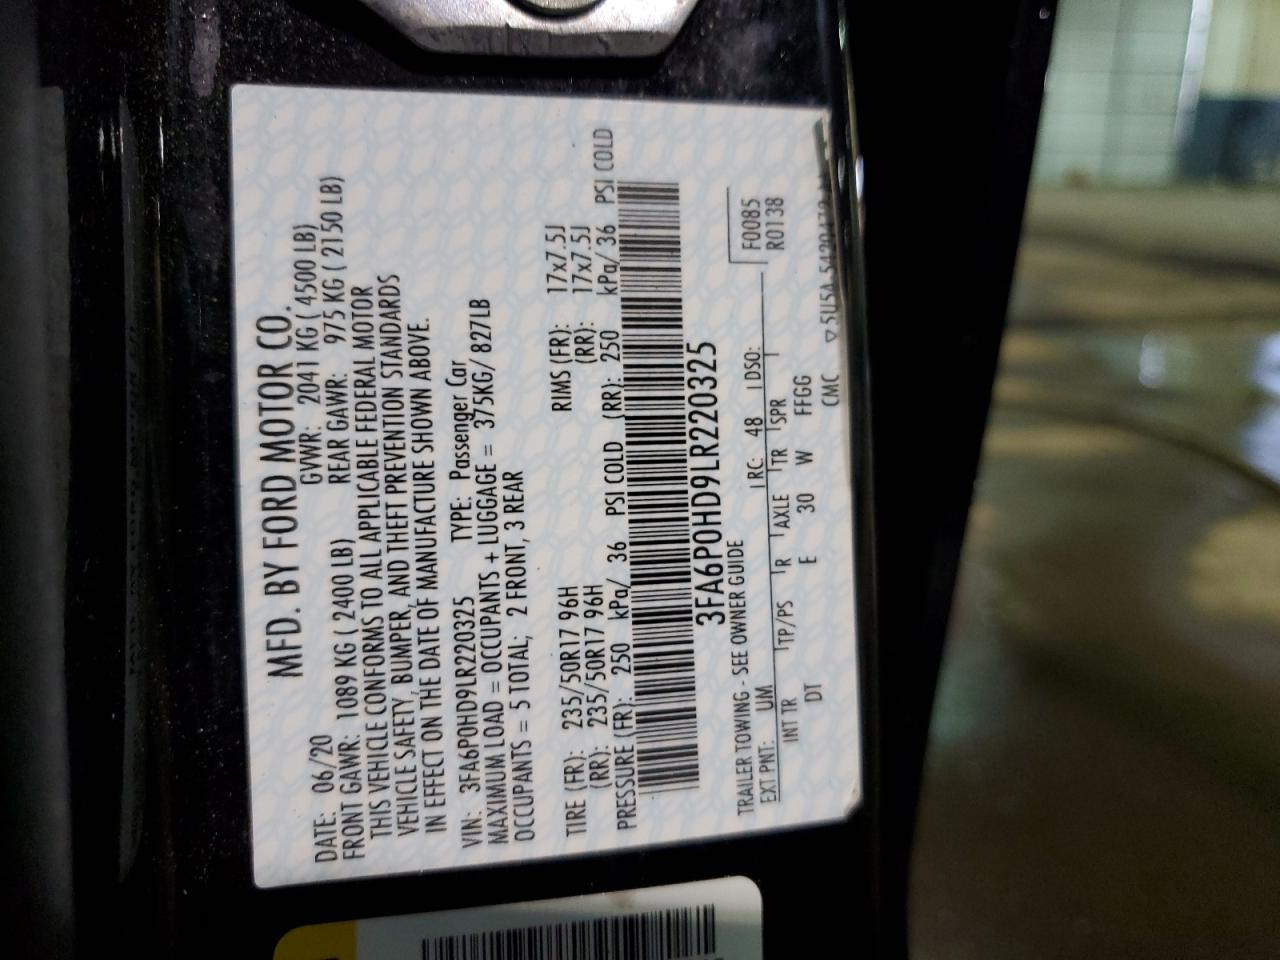 MFD. BY FORD MOTOR CO.
DATE: 06/20 GVWR: 2041 KG ( 4500 LB)
FRONT GAWR: 1089 KG ( 2400 LB) REAR GAWR: 975 KG ( 2150 LB)
THIS VEHICLE CONFORMS TO ALL APPLICABLE FEDERAL MOTOR
VEHICLE SAFETY, BUMPER, AND THEFT PREVENTION STANDARDS
IN EFFECT ON THE DATE OF MANUFACTURE SHOWN ABOVE.
VIN: 3FA6P0HD9LR220325 TYPE: Passenger Car
MAXIMUM LOAD = OCCUPANTS + LUGGAGE = 375KG/ 827LB
OCCUPANTS = 5 TOTAL; 2 FRONT, 3 REAR
TIRE (FR): 235/50R17 96H RIMS (FR): 17x7.5J
(RR): 235/50R17 96H (RR): 17x7.5J
PRESSURE (FR): 250 kPa/ 36 PSI COLD (RR): 250 kPa/ 36 PSI COLD
3FA6P0HD9LR220325
F0085
TRAILER TOWING - SEE OWNER GUIDE R0138
EXT PNT: UM RC: 48 DSO:
INT TR TP/PS R AXLE TR SPR
DT E 30 W FFGG
CMC ▽5U5A